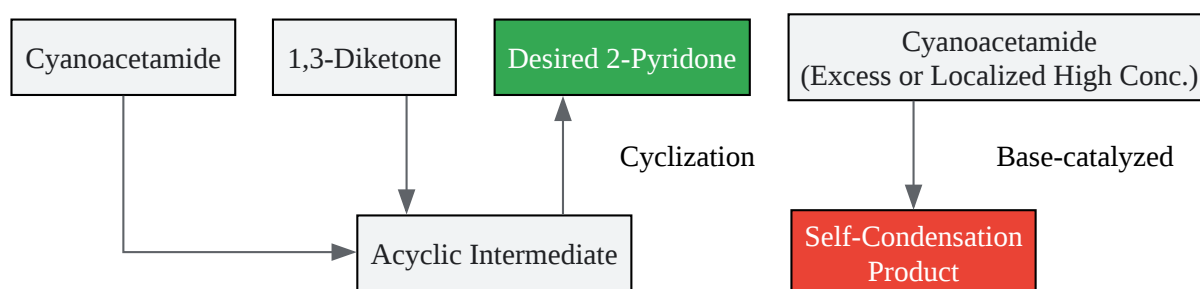 Cyanoacetamide
1,3-Diketone
Desired 2-Pyridone
Cyanoacetamide
(Excess or Localized High Conc.)
Cyclization
Base-catalyzed
Acyclic Intermediate
Self-Condensation
Product